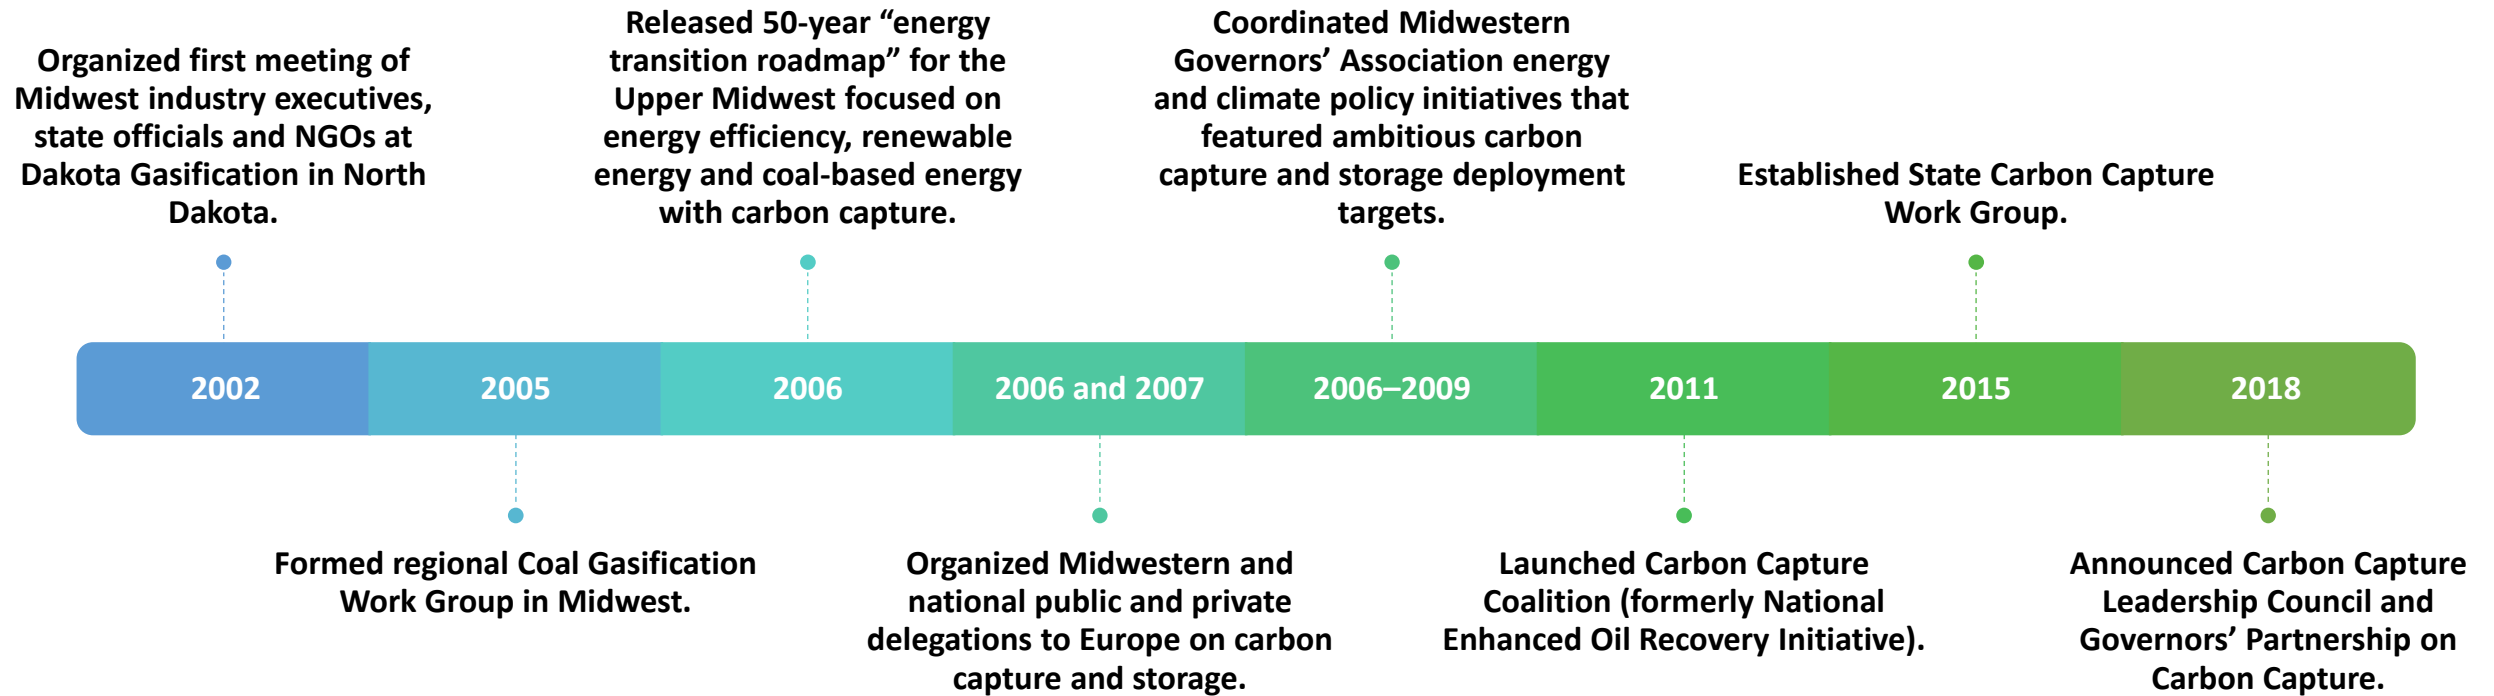 Organized first meeting of
Midwest industry executives,
state officials and NGOs at
Dakota Gasification in North
Dakota.
Released 50-year “energy
transition roadmap” for the
Upper Midwest focused on
energy efficiency, renewable
energy and coal-based energy
with carbon capture.
Coordinated Midwestern
Governors’ Association energy
and climate policy initiatives that
featured ambitious carbon
capture and storage deployment
targets.
Established State Carbon Capture
Work Group.
2002
2005
2006
2006 and 2007
2006–2009
2011
2015
2018
Formed regional Coal Gasification
Work Group in Midwest.
Organized Midwestern and
national public and private
delegations to Europe on carbon
capture and storage.
Launched Carbon Capture
Coalition (formerly National
Enhanced Oil Recovery Initiative).
Announced Carbon Capture
Leadership Council and
Governors’ Partnership on
Carbon Capture.